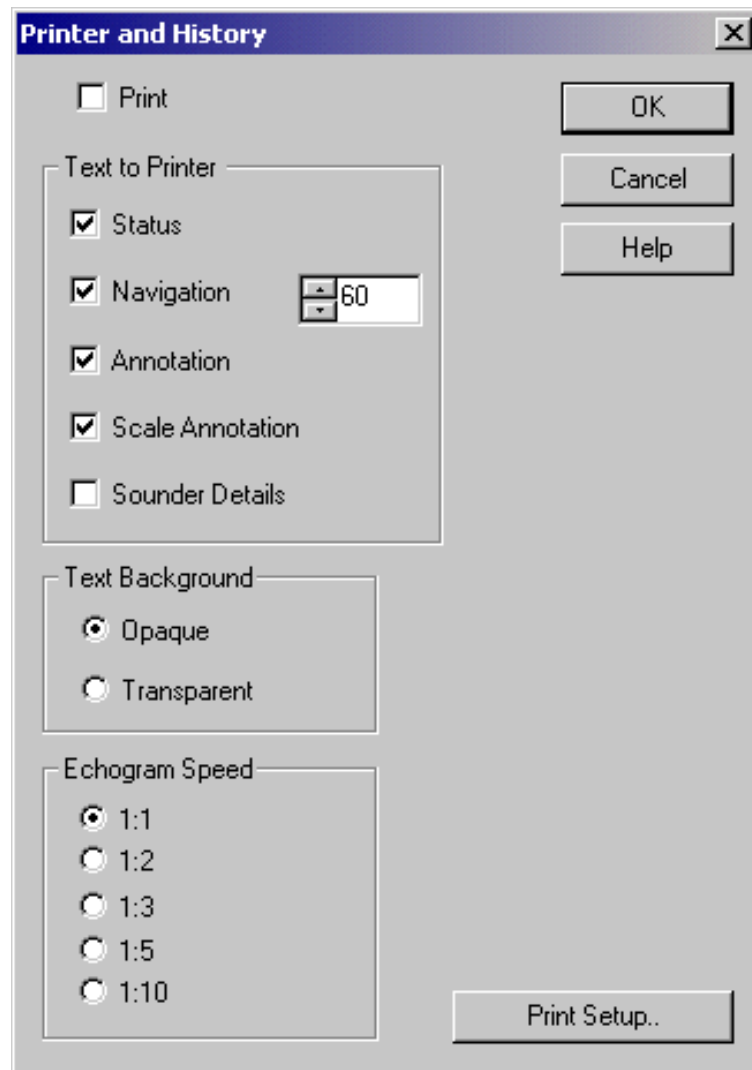 Printer and History
Print
OK
Text to Printer
Cancel
Status
Help
Navigation 60
Annotation
Scale Annotation
Sounder Details
Text Background
Opaque
Transparent
Echogram Speed
1:1
1:2
1:3
1:5
1:10
Print Setup..